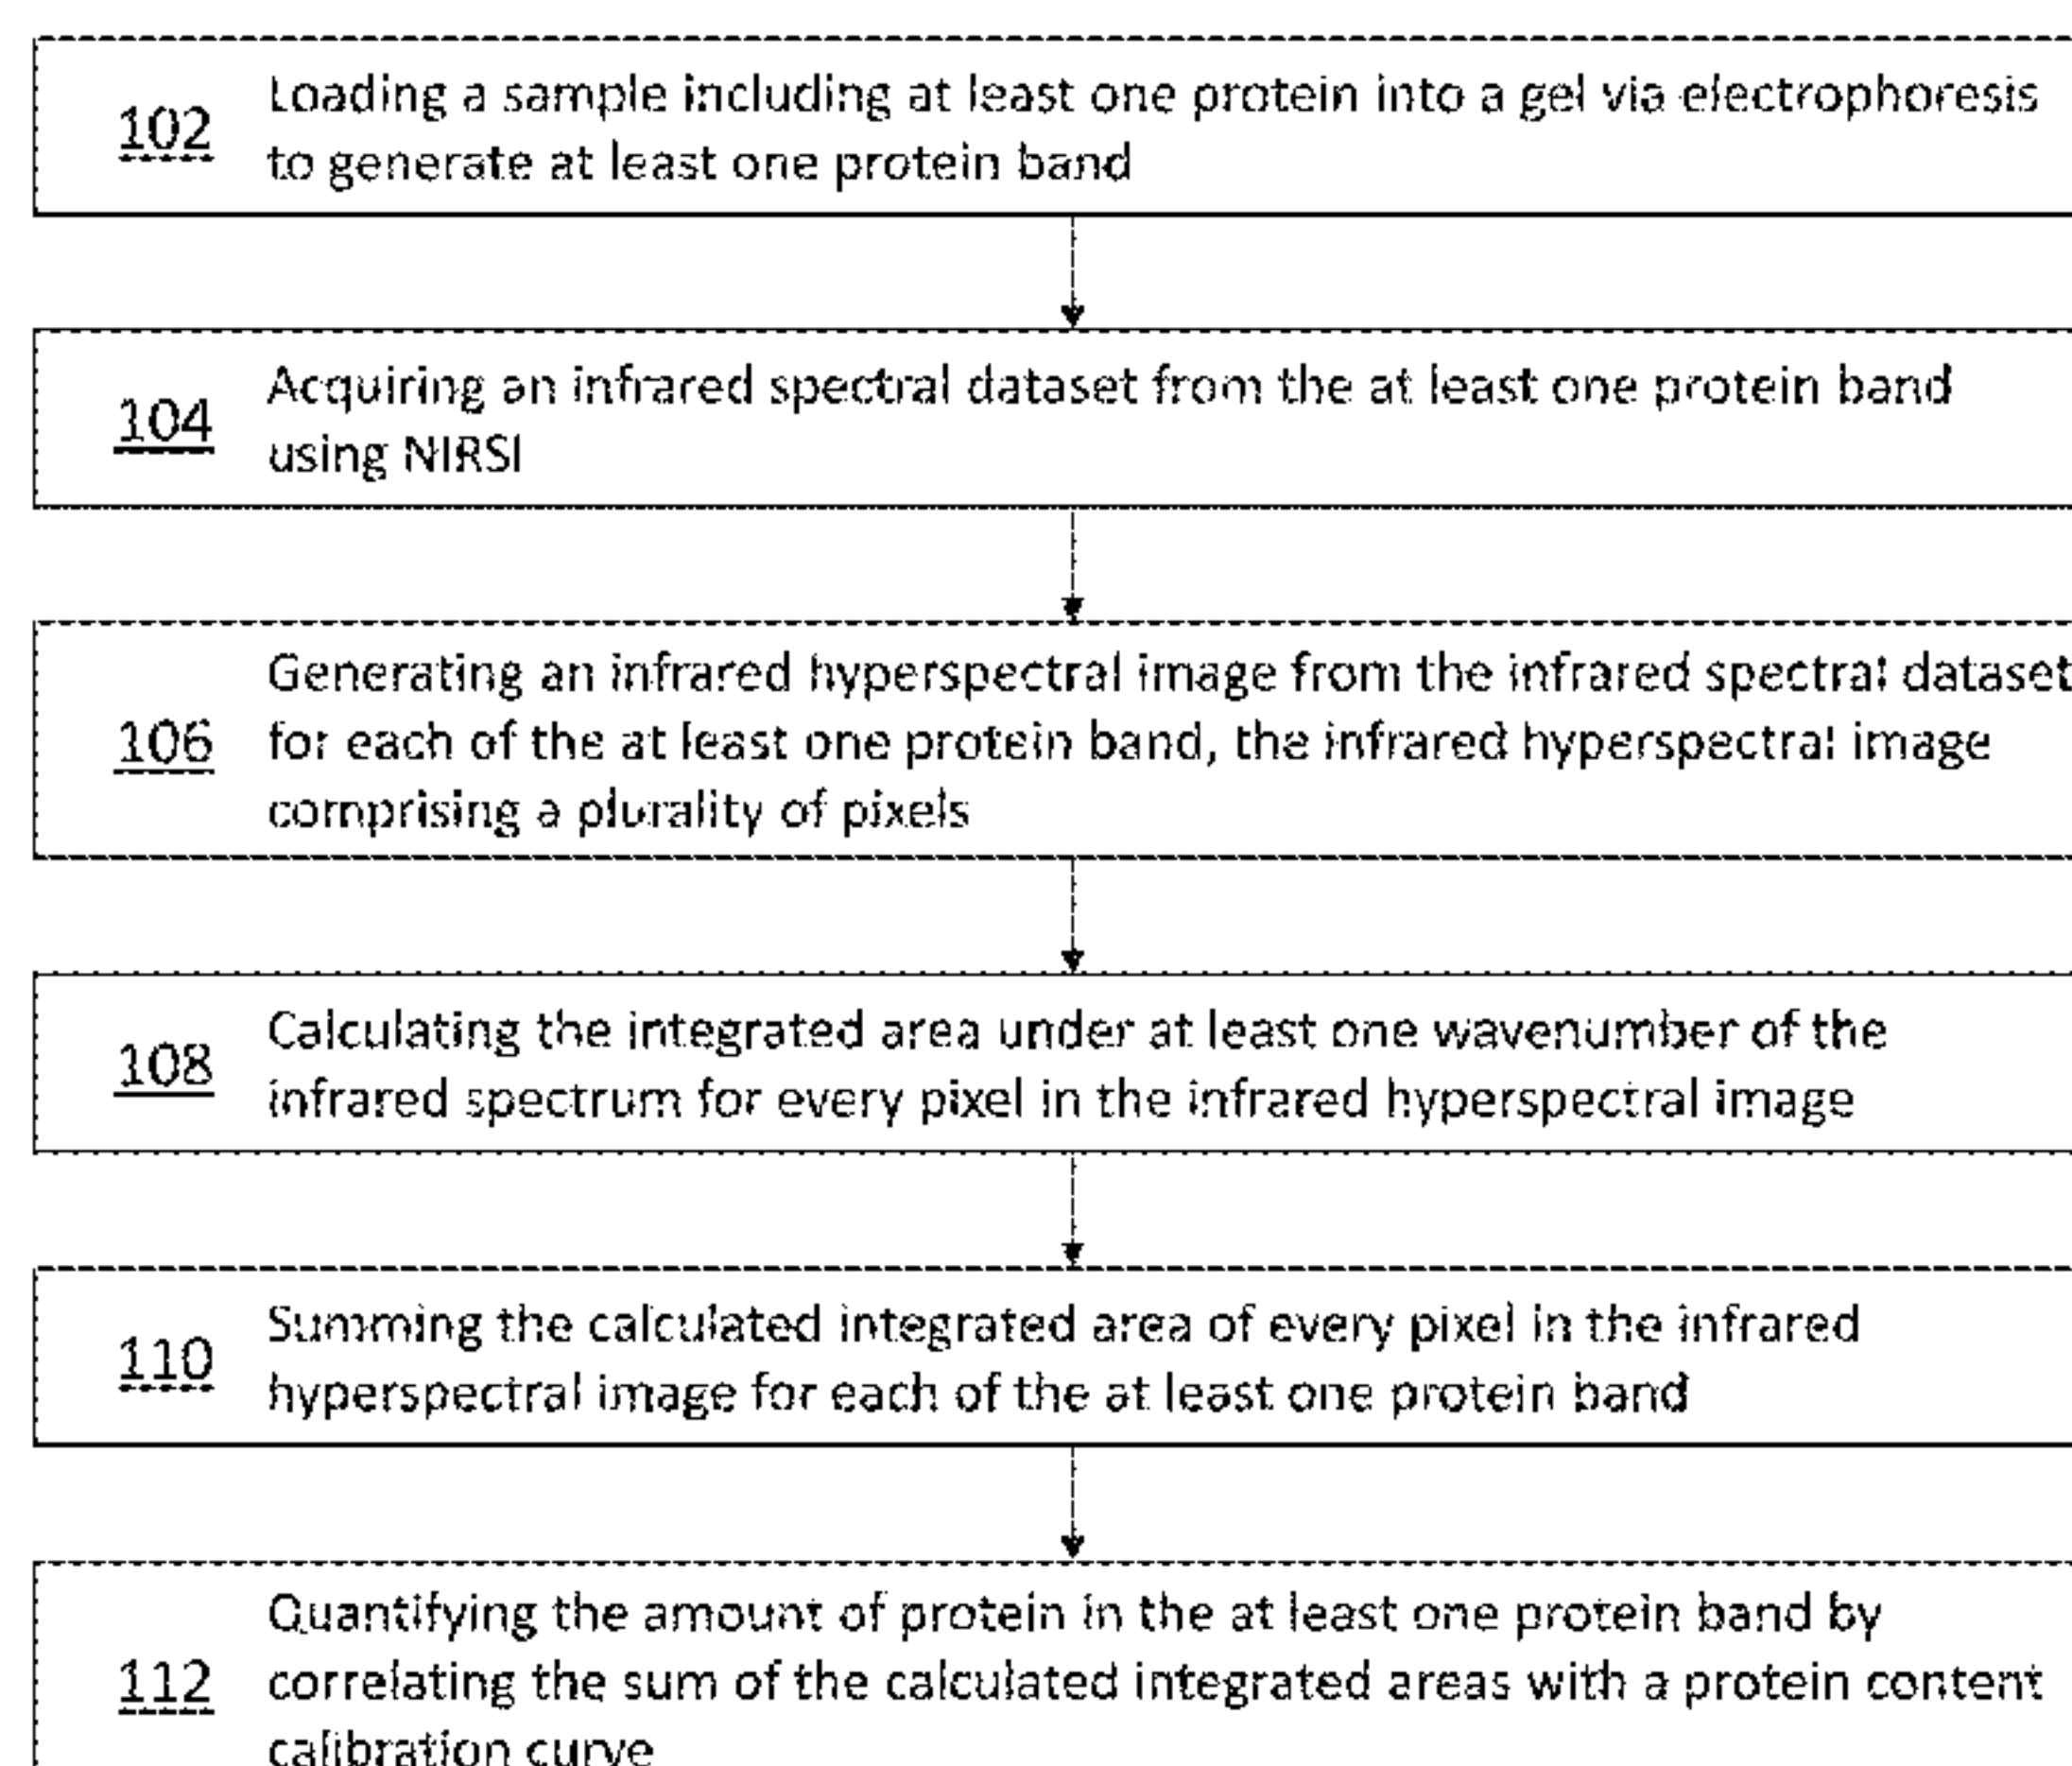 102
Loading a sample including at least one protein into a gel via electrophoresis
to generate at least one protein band
104
Acquiring an infrared spectral dataset from the at least one protein band
using NIRSI
106
Generating an infrared hyperspectral image from the infrared spectral dataset
for each of the at least one protein band, the infrared hyperspectral image
comprising a plurality of pixels
108
Calculating the integrated area under at least one wavenumber of the
infrared spectrum for every pixel in the infrared hyperspectral image
110
Summing the calculated integrated area of every pixel in the infrared
hyperspectral image for each of the at least one protein band
112
Quantifying the amount of protein in the at least one protein band by
correlating the sum of the calculated integrated areas with a protein content
calibration curve